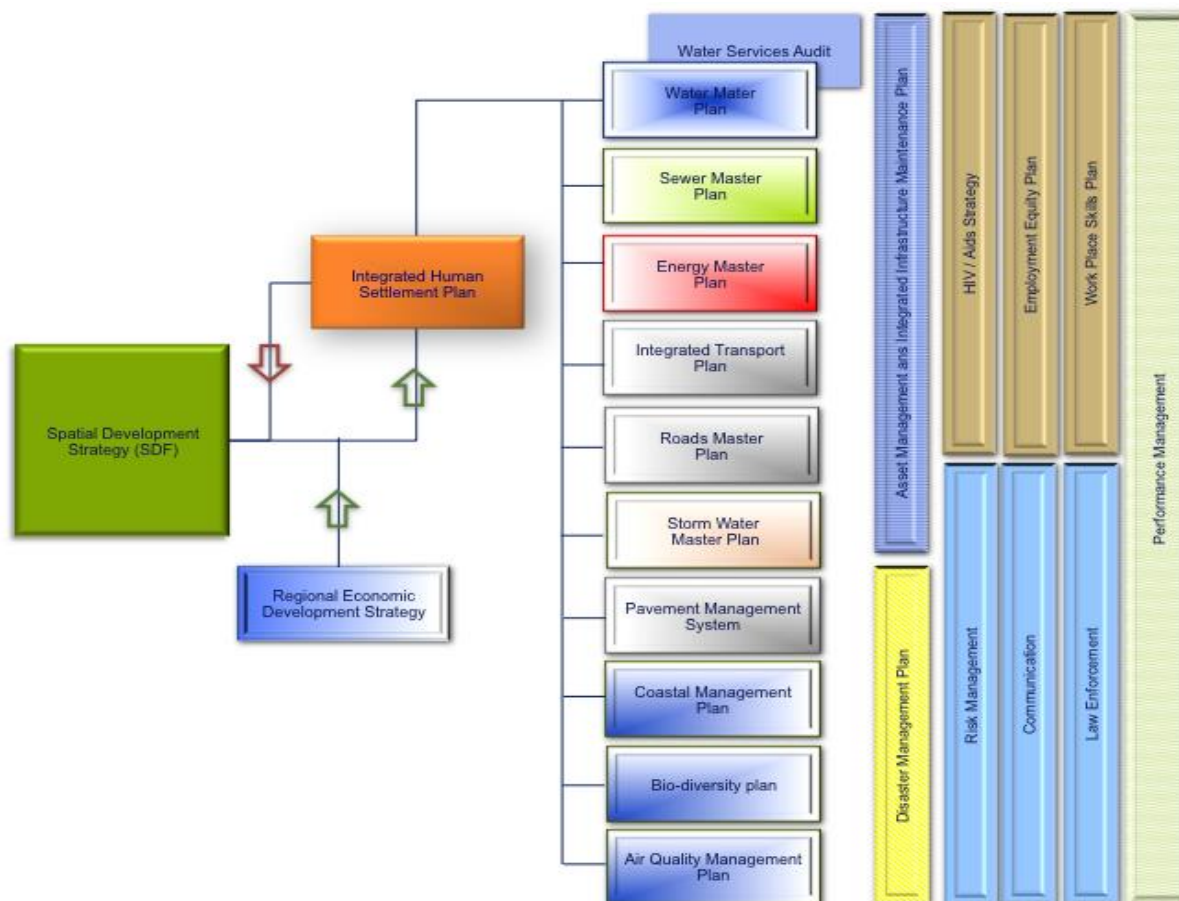 Water Services Audit
Water Mater
Plan
Sewer Master
Plan
Energy Master
Plan
Integrated Human
Settlement Plan
Integrated Transport
Plan
Spatial Development
Strategy (SDF)
Roads Master
Plan
Storm Water
Master Plan
Regional Economic
Development Strategy
Pavement Management
System
Coastal Management
Plan
Bio-diversity plan
Air Quality Management
Plan
Asset Management ans Integrated Infrastructure Maintenance Plan
Disaster Management Plan
HIV / Aids Strategy
Employment Equity Plan
Work Place Skills Plan
Risk Management
Communication
Law Enforcement
Performance Management